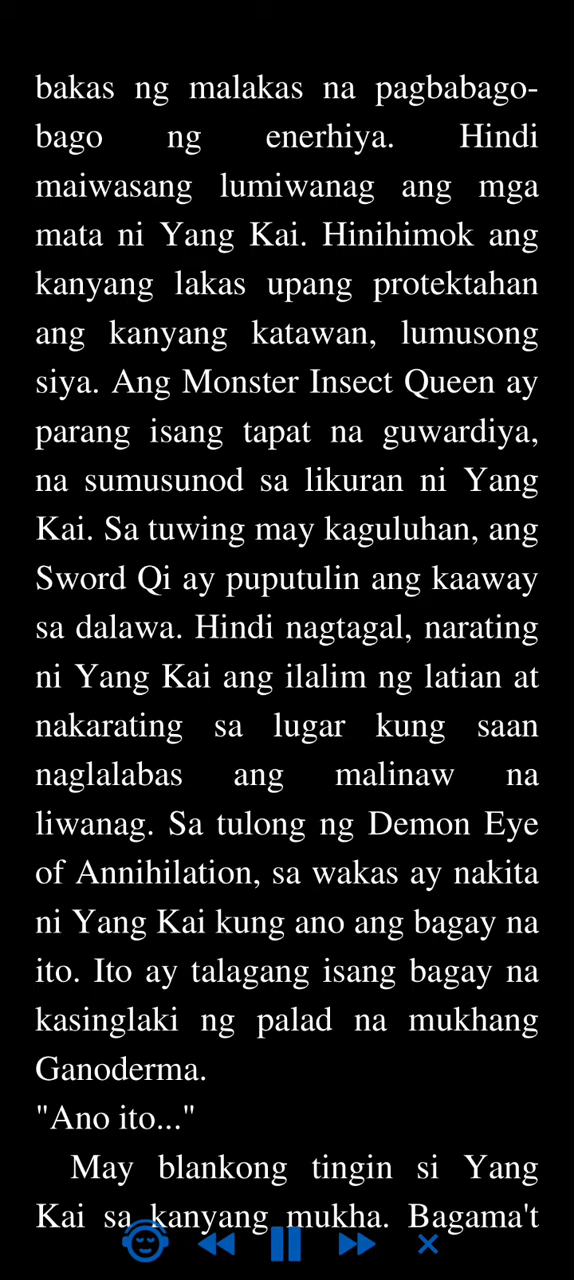 bakas ng malakas na pagbabago-
bago ng enerhiya. Hindi
maiwasang lumiwanag ang mga
mata ni Yang Kai. Hinihimok ang
kanyang lakas upang protektahan
ang kanyang katawan, lumusong
siya. Ang Monster Insect Queen ay
parang isang tapat na guwardiya,
na sumusunod sa likuran ni Yang
Kai. Sa tuwing may kaguluhan, ang
Sword Qi ay puputulin ang kaaway
sa dalawa. Hindi nagtagal, narating
ni Yang Kai ang ilalim ng latian at
nakarating sa lugar kung saan
naglalabas ang malinaw na
liwanag. Sa tulong ng Demon Eye
of Annihilation, sa wakas ay nakita
ni Yang Kai kung ano ang bagay na
ito. Ito ay talagang isang bagay na
kasinglaki ng palad na mukhang
Ganoderma.
"Ano ito..."
May blankong tingin si Yang
Kai sa kanyang mukha. Bagama't